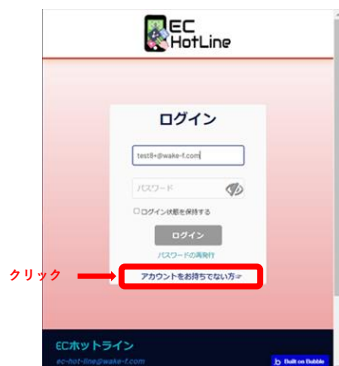 EC
HotLine
ログイン
test8+@wake-f.com
パスワード
ログイン状態を保持する
ログイン
パスワードの再発行
クリック
アカウントをお持ちでない方☞
ECホットライン
ec-hot-line@wake-f.com
Built on Bubble